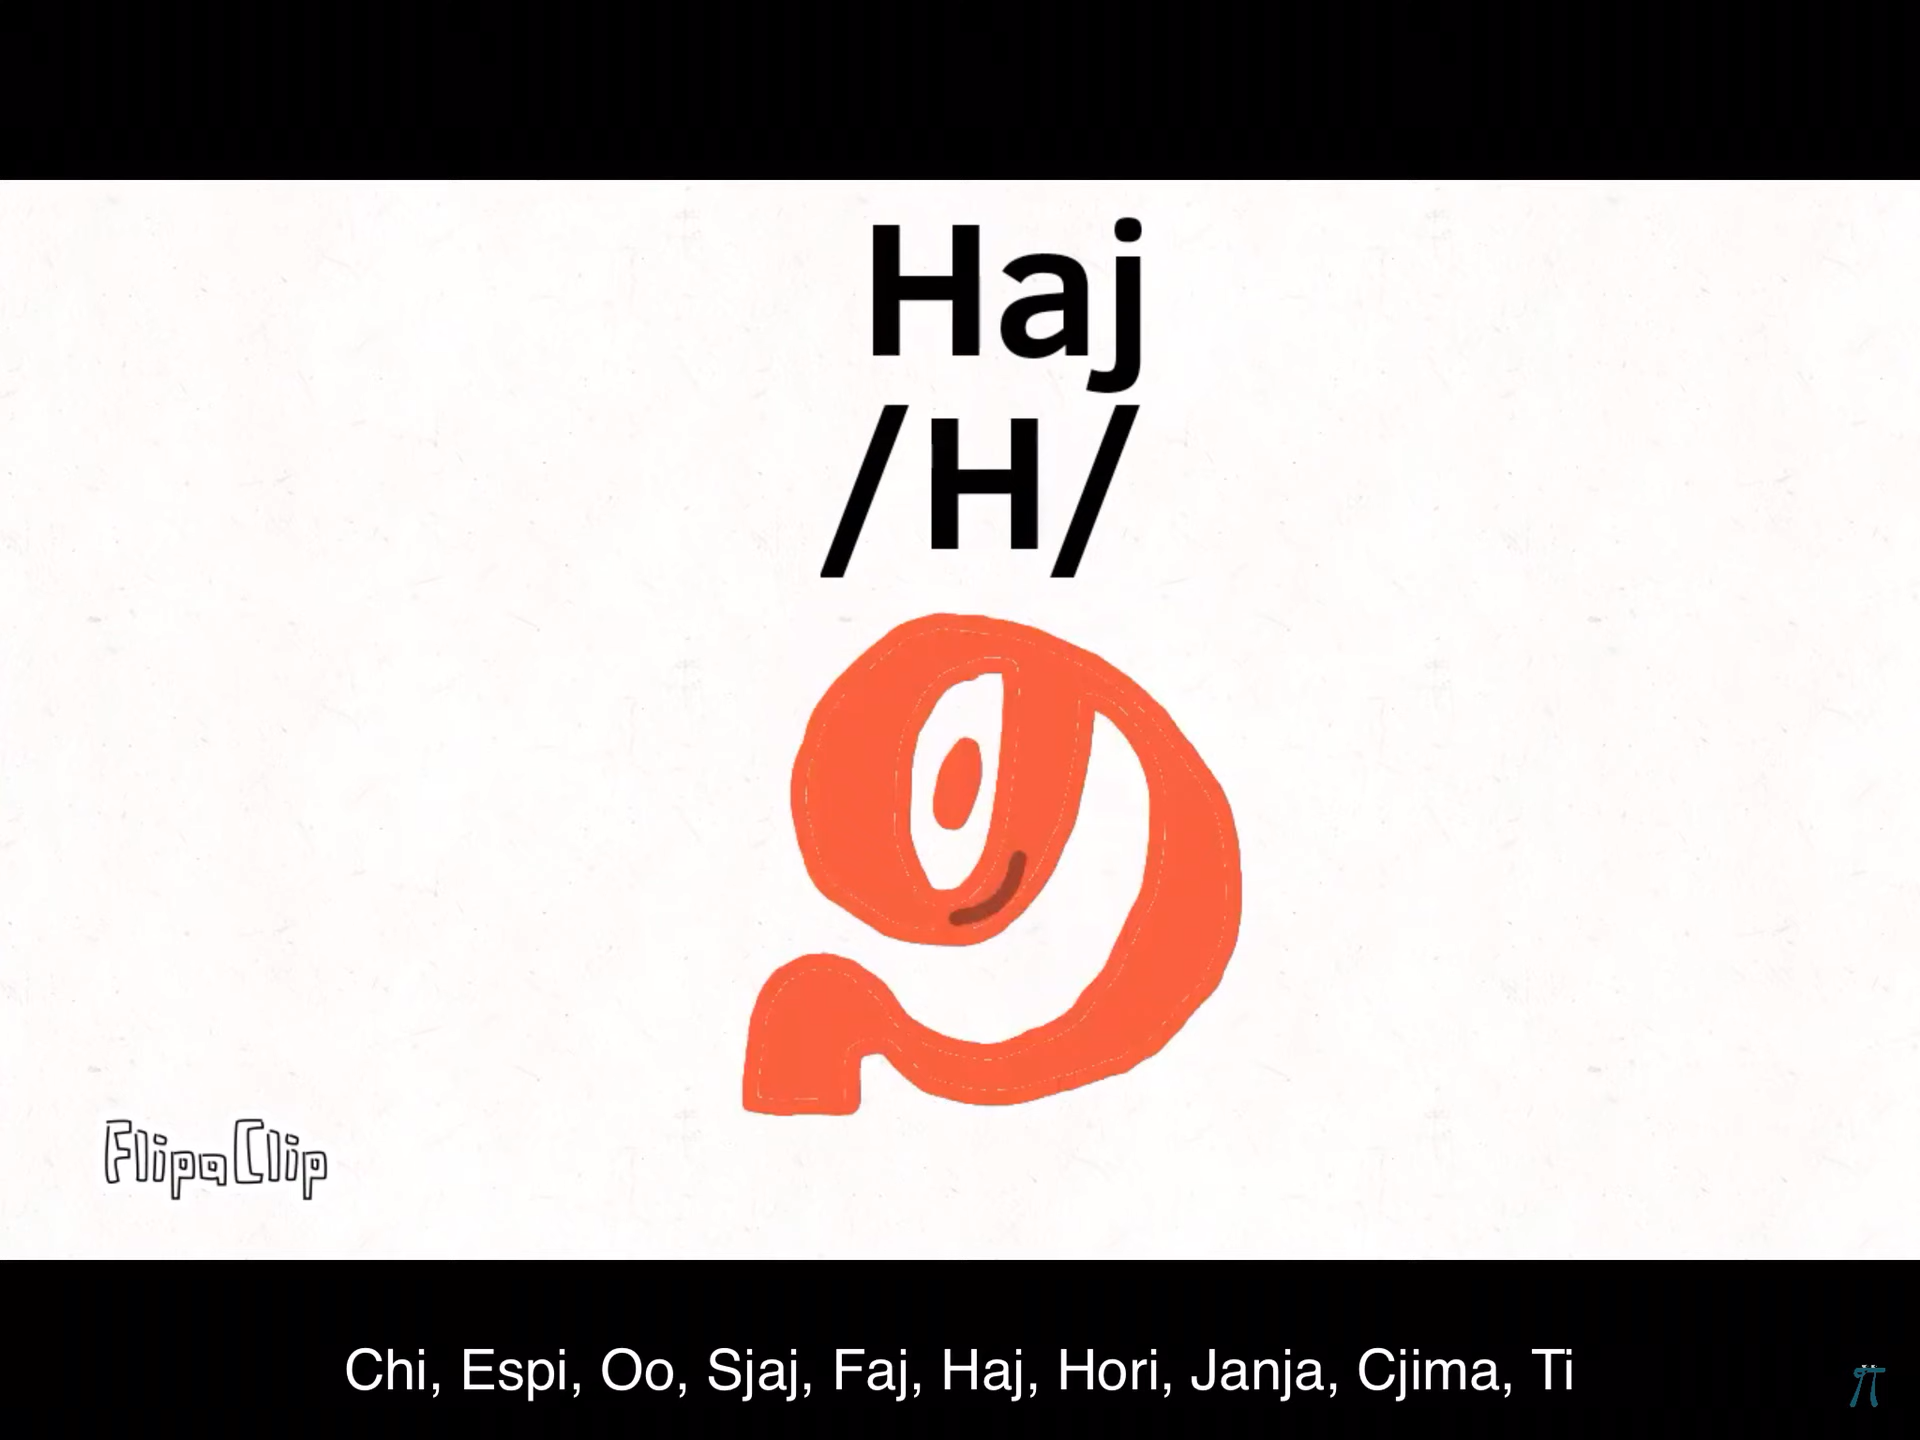 Haj
/H/
FlipaClip
Chi, Espi, Oo, Sjaj, Faj, Haj, Hori, Janja, Cjima, Ti